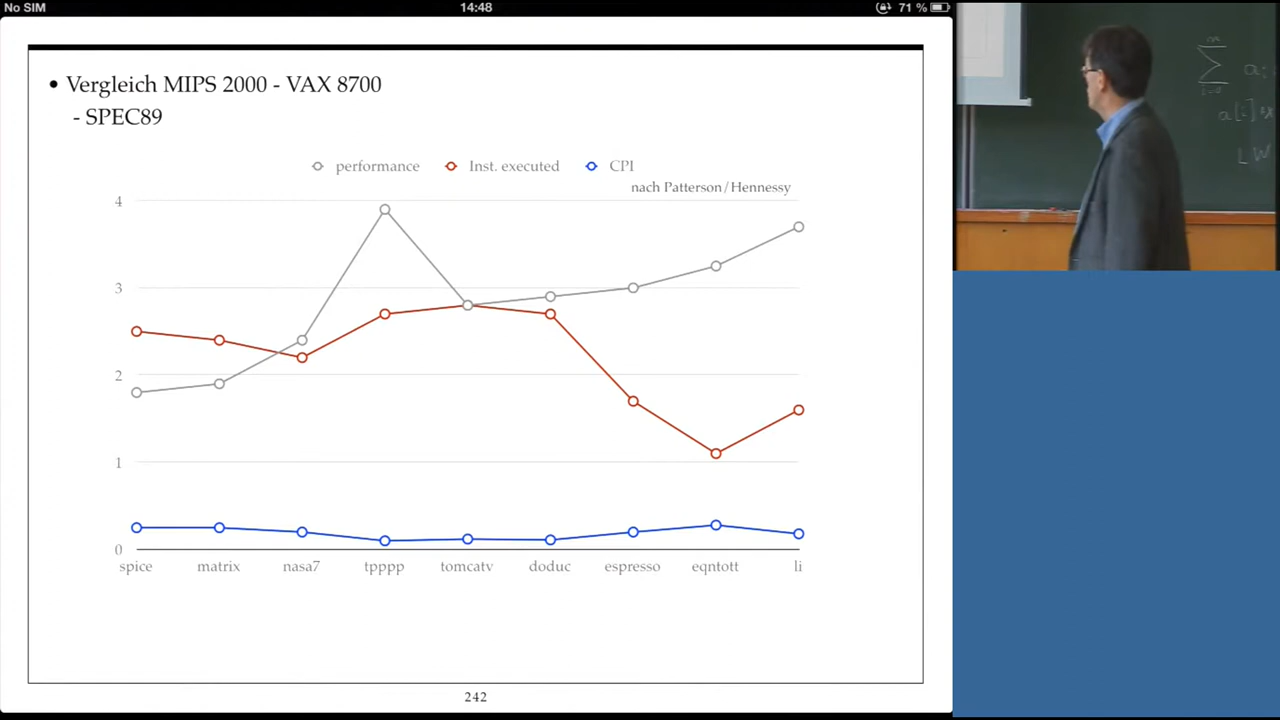 No SIM 14:48 71 %
• Vergleich MIPS 2000 - VAX 8700
- SPEC89
performance Inst. executed CPI
nach Patterson/Hennessy
4
3
2
1
0
spice matrix nasa7 tpppp tomcatv doduc espresso eqntott li
242
a[i]
LW